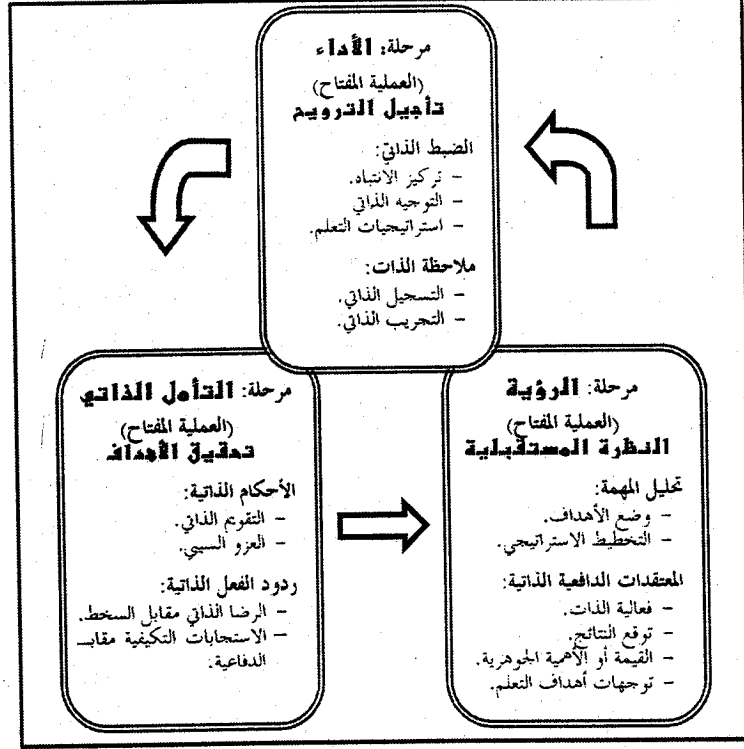 مرحلة: الأداء
(العملية المفتاح)
تأجيل الترويح
الضبط الذاتي:
- تركيز الانتباه.
- التوجيه الذاتي
- استراتيجيات التعلم.
ملاحظة الذات:
- التسجيل الذاتي.
- التجريب الذاتي.
مرحلة: الرؤية
(العملية المفتاح)
النظرة المستقبلية
تحليل المهمة:
- وضع الأهداف.
- التخطيط الاستراتيجي.
المعتقدات الدافعية الذاتية:
- فعالية الذات.
- توقع النتائج.
- القيمة أو الأهمية الجوهرية.
- توجهات أهداف التعلم.
مرحلة: التأمل الذاتي
(العملية المفتاح)
تحقيق الأهداف
الأحكام الذاتية:
- التقويم الذاتي.
- العزو السببي.
ردود الفعل الذاتية:
- الرضا الذاتي مقابل السخط.
- الاستجابات التكيفية مقابـ
الدفاعية.